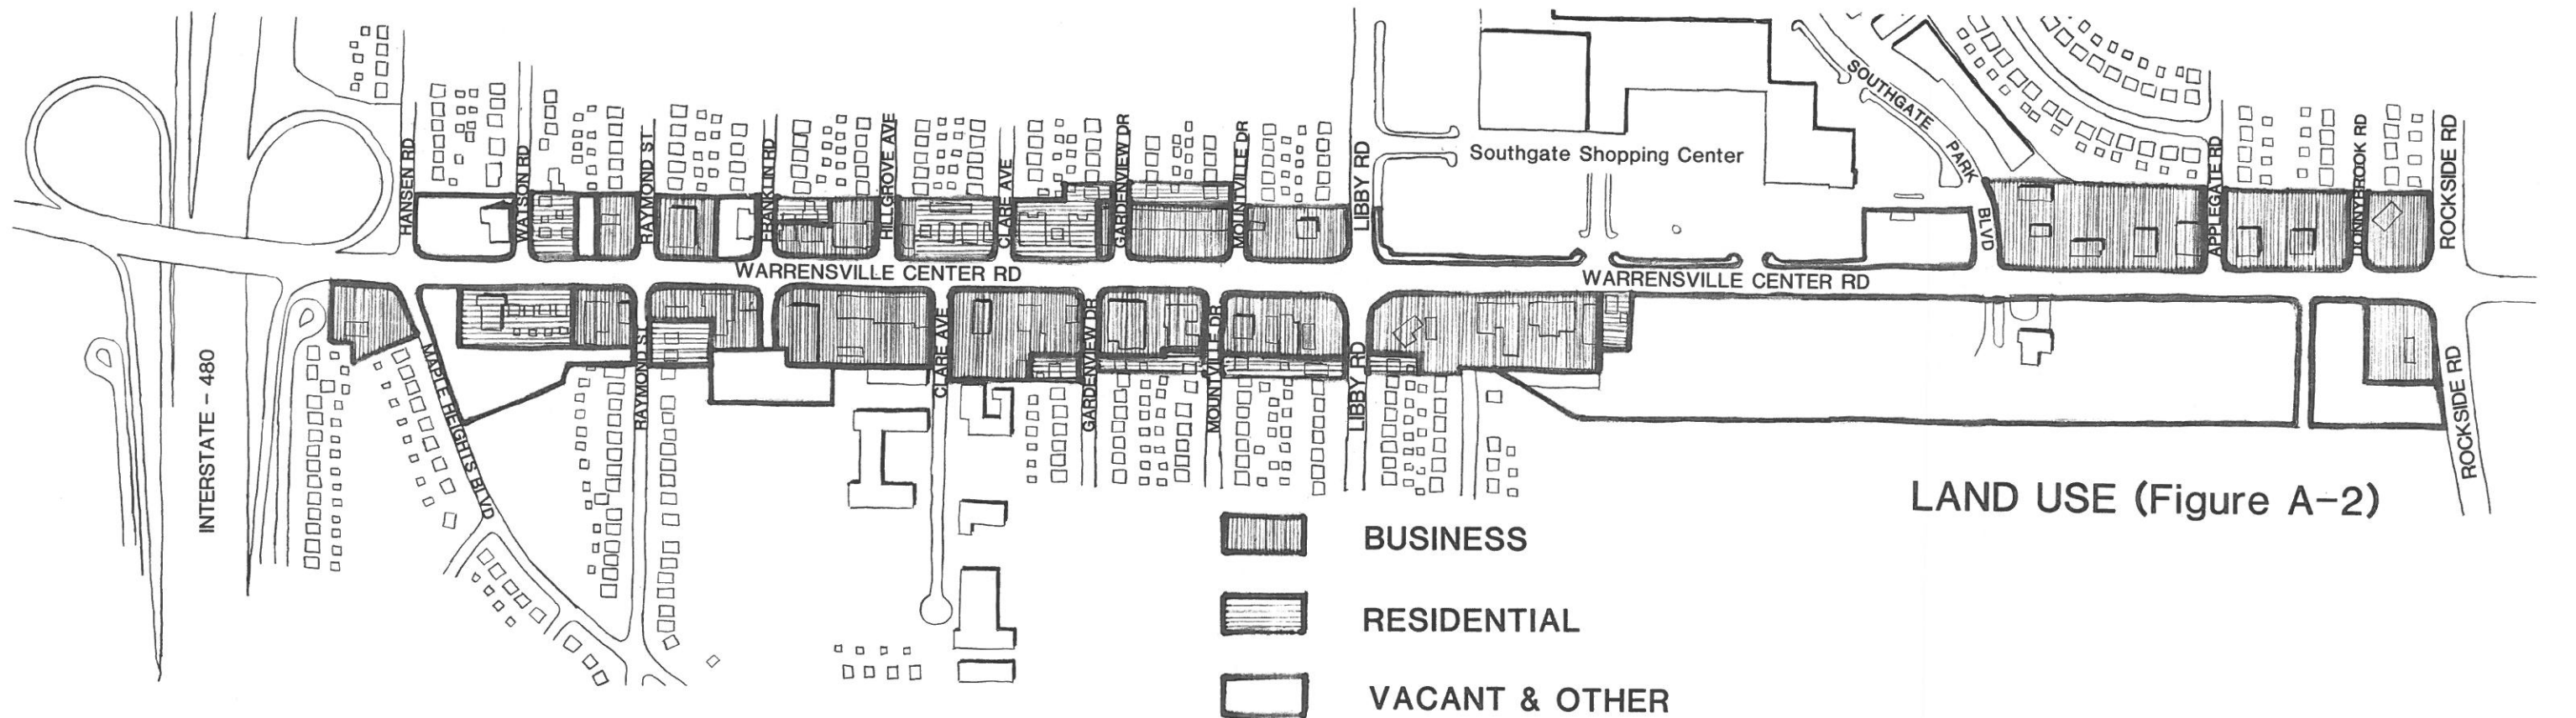 HANSEN RD
WATSON RD
RAYMOND ST
FRANKLIN RD
HILLGROVE AVE
CLARE AVE
GARDENVIEW DR
MOUNTVILLE DR
LIBBY RD
Southgate Shopping Center
SOUTHGATE
PARK
BLVD
APPLEGATE RD
JONNYBROOK RD
ROCKSIDE RD
WARRENSVILLE CENTER RD
WARRENSVILLE CENTER RD
INTERSTATE - 480
MAPLE HEIGHTS BLVD
RAYMOND ST
CLARE AVE
GARDENVIEW DR
MOUNTVILLE DR
LIBBY RD
ROCKSIDE RD
LAND USE (Figure A-2)
BUSINESS
RESIDENTIAL
VACANT & OTHER